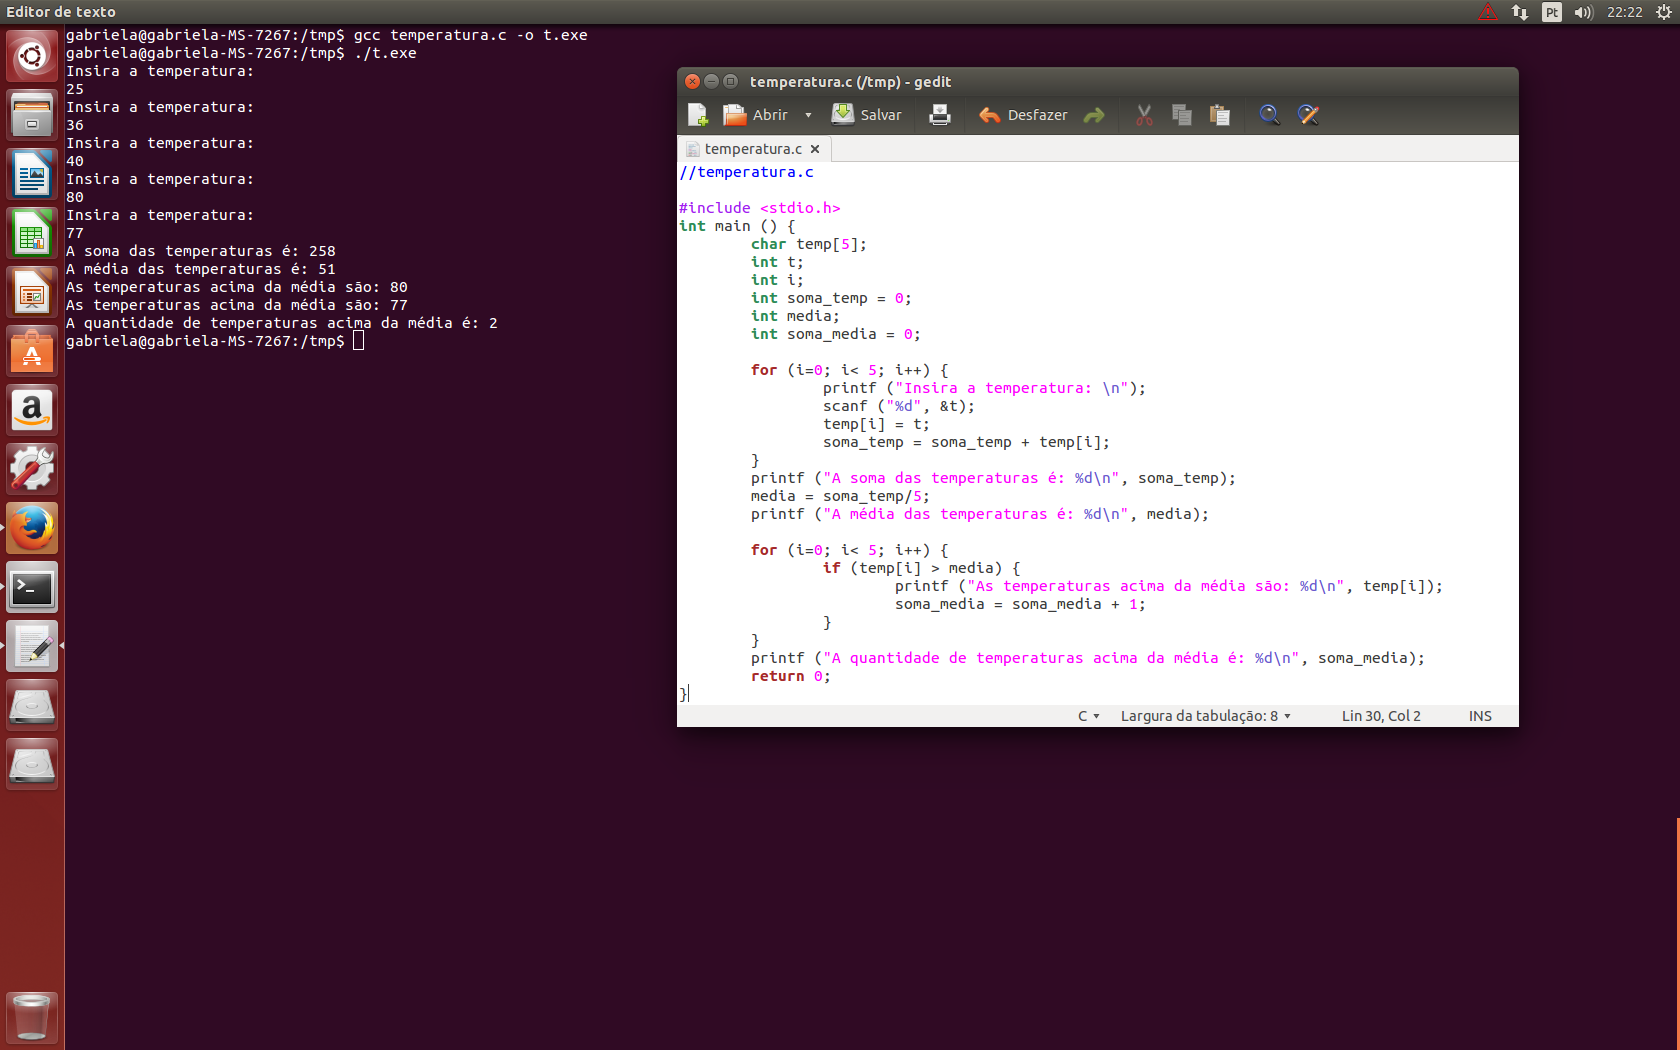 Editor de texto
Pt
22:22
gabriela@gabriela-MS-7267:/tmp$ gcc temperatura.c -o t.exe
gabriela@gabriela-MS-7267:/tmp$ ./t.exe
Insira a temperatura:
25
Insira a temperatura:
36
Insira a temperatura:
40
Insira a temperatura:
80
Insira a temperatura:
77
A soma das temperaturas é: 258
A média das temperaturas é: 51
As temperaturas acima da média são: 80
As temperaturas acima da média são: 77
A quantidade de temperaturas acima da média é: 2
gabriela@gabriela-MS-7267:/tmp$
temperatura.c (/tmp) - gedit
Abrir Salvar Desfazer
temperatura.c
//temperatura.c
#include <stdio.h>
int main () {
char temp[5];
int t;
int i;
int soma_temp = 0;
int media;
int soma_media = 0;
for (i=0; i< 5; i++) {
printf ("Insira a temperatura: \n");
scanf ("%d", &t);
temp[i] = t;
soma_temp = soma_temp + temp[i];
}
printf ("A soma das temperaturas é: %d\n", soma_temp);
media = soma_temp/5;
printf ("A média das temperaturas é: %d\n", media);
for (i=0; i< 5; i++) {
if (temp[i] > media) {
printf ("As temperaturas acima da média são: %d\n", temp[i]);
soma_media = soma_media + 1;
}
}
printf ("A quantidade de temperaturas acima da média é: %d\n", soma_media);
return 0;
}
C Largura da tabulação: 8 Lin 30, Col 2 INS